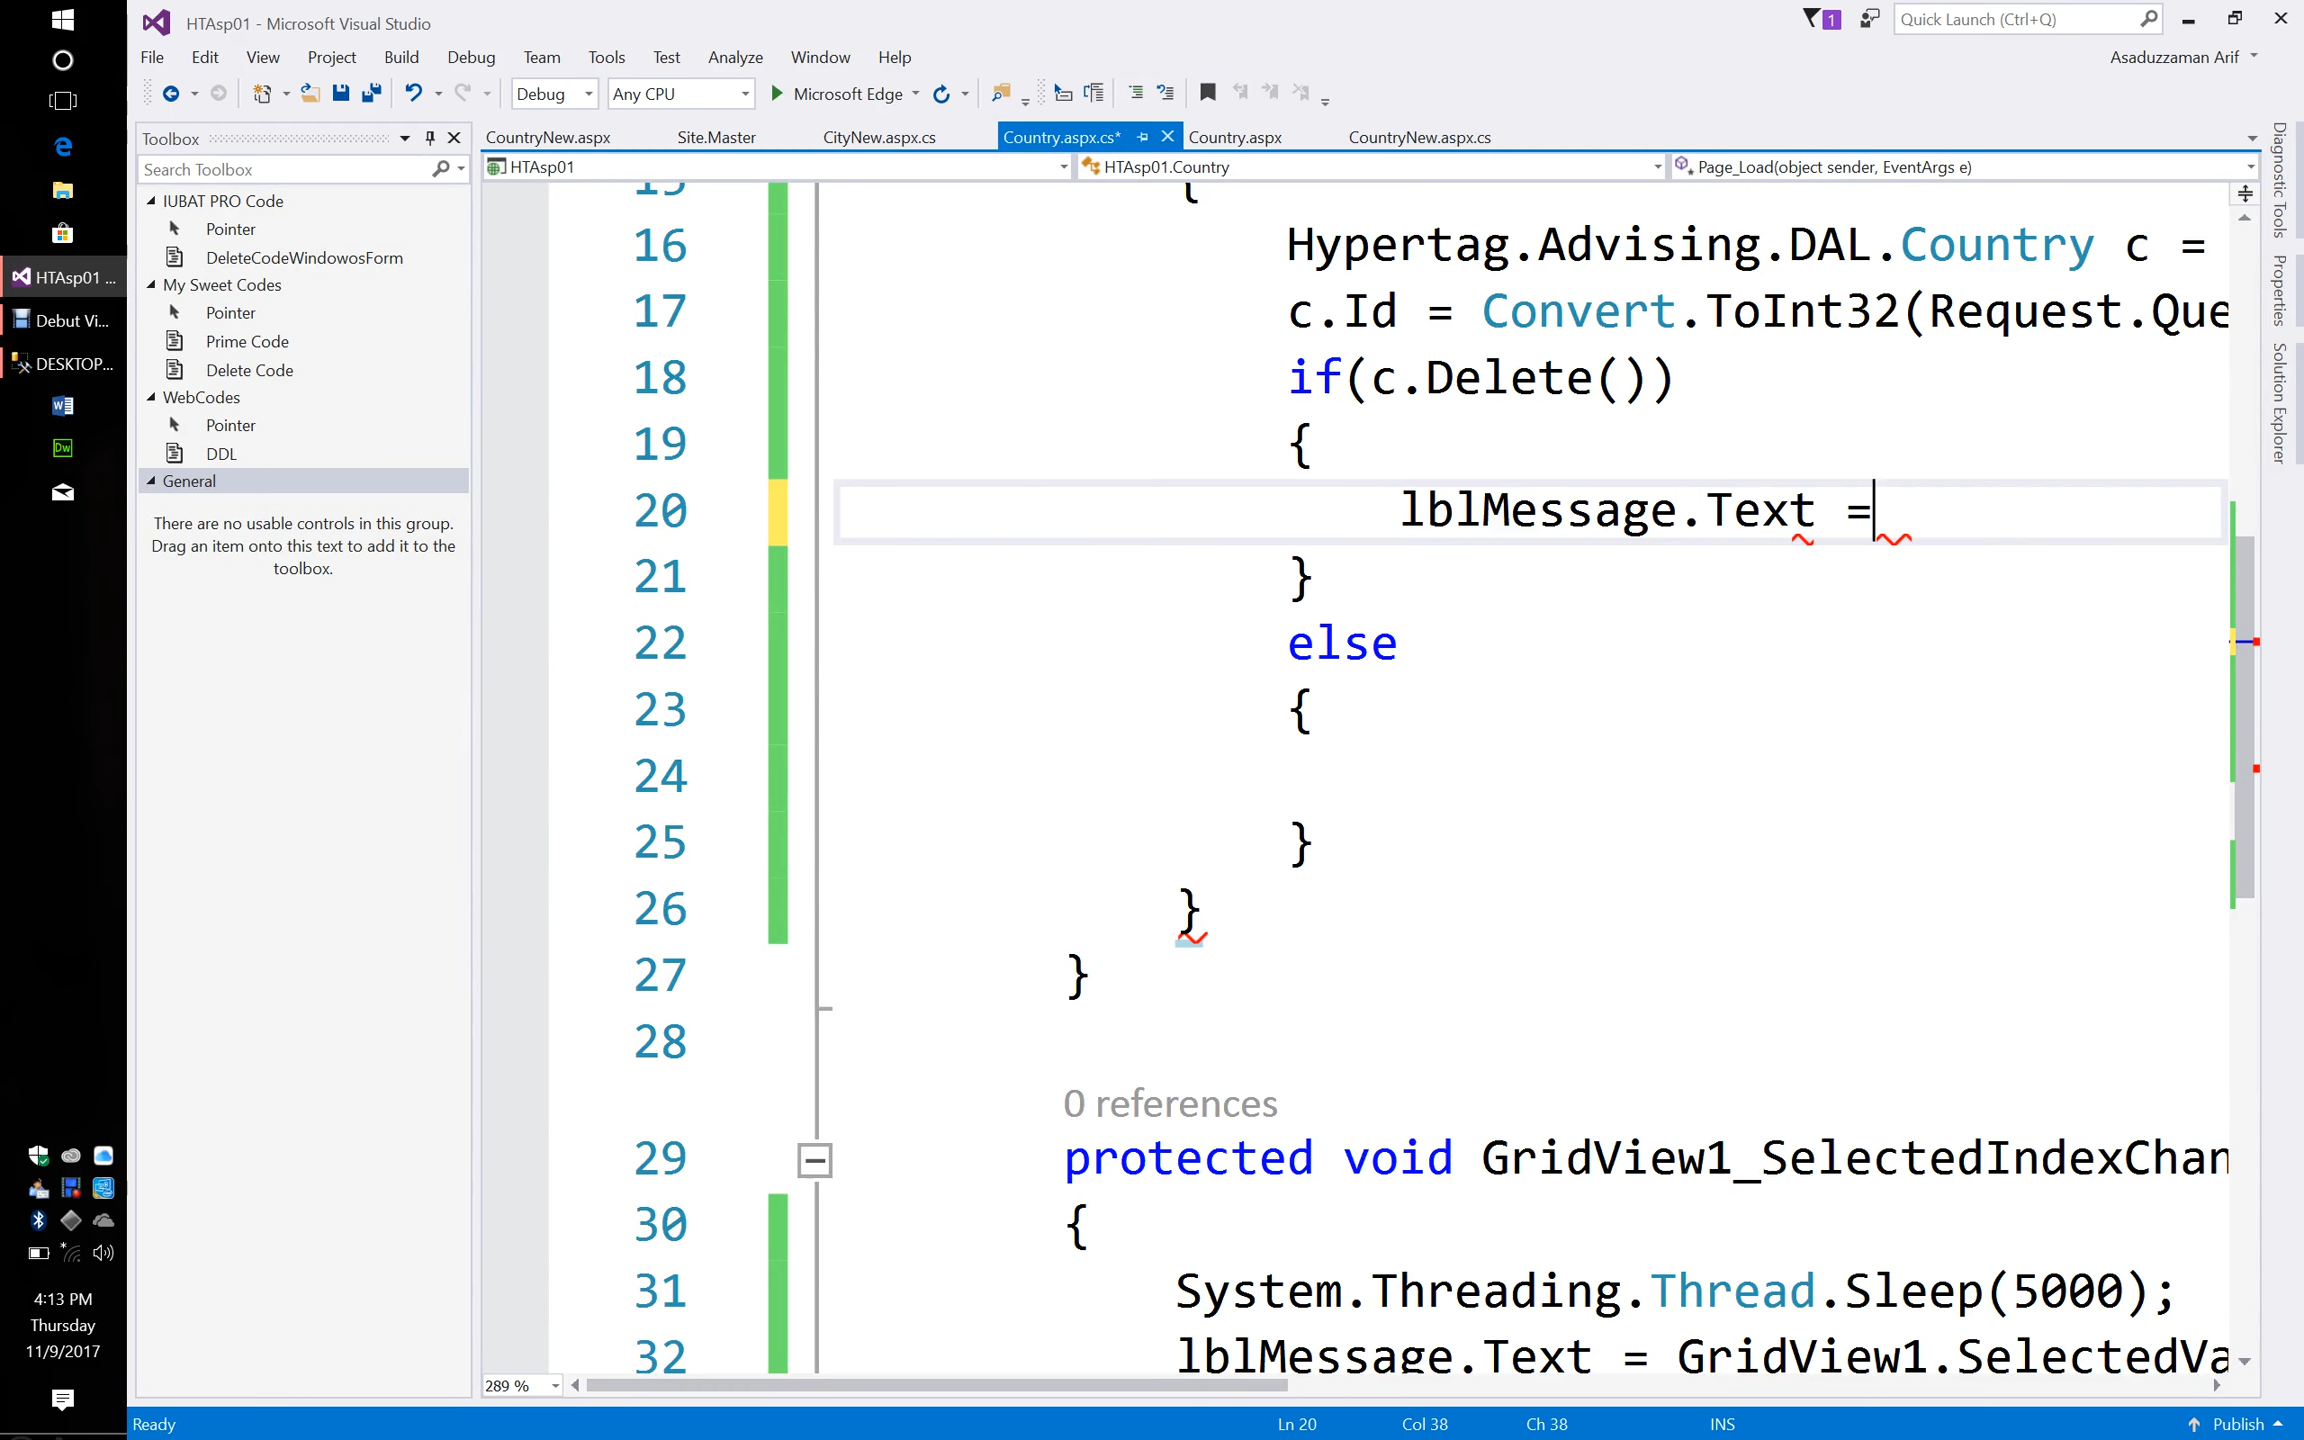 HTAsp01 - Microsoft Visual Studio
1
Quick Launch (Ctrl+Q)
File Edit View Project Build Debug Team Tools Test Analyze Window Help
Asaduzzaman Arif
Debug Any CPU Microsoft Edge
Toolbox
Search Toolbox
IUBAT PRO Code
Pointer
DeleteCodeWindowosForm
My Sweet Codes
Pointer
Prime Code
Delete Code
WebCodes
Pointer
DDL
General
There are no usable controls in this group.
Drag an item onto this text to add it to the
toolbox.
CountryNew.aspx Site.Master CityNew.aspx.cs Country.aspx.cs* Country.aspx CountryNew.aspx.cs
HTAsp01 HTAsp01.Country Page_Load(object sender, EventArgs e)
15 {
16 Hypertag.Advising.DAL.Country c =
17 c.Id = Convert.ToInt32(Request.Que
18 if(c.Delete())
19 {
20 lblMessage.Text =
21 }
22 else
23 {
24
25 }
26 }
27 }
28
0 references
29 protected void GridView1_SelectedIndexChan
30 {
31 System.Threading.Thread.Sleep(5000);
32 lblMessage.Text = GridView1.SelectedVa
289 %
Ready Ln 20 Col 38 Ch 38 INS Publish
Diagnostic Tools
Properties
Solution Explorer
HTAsp01 ...
Debut Vi...
DESKTOP...
Dw
4:13 PM
Thursday
11/9/2017